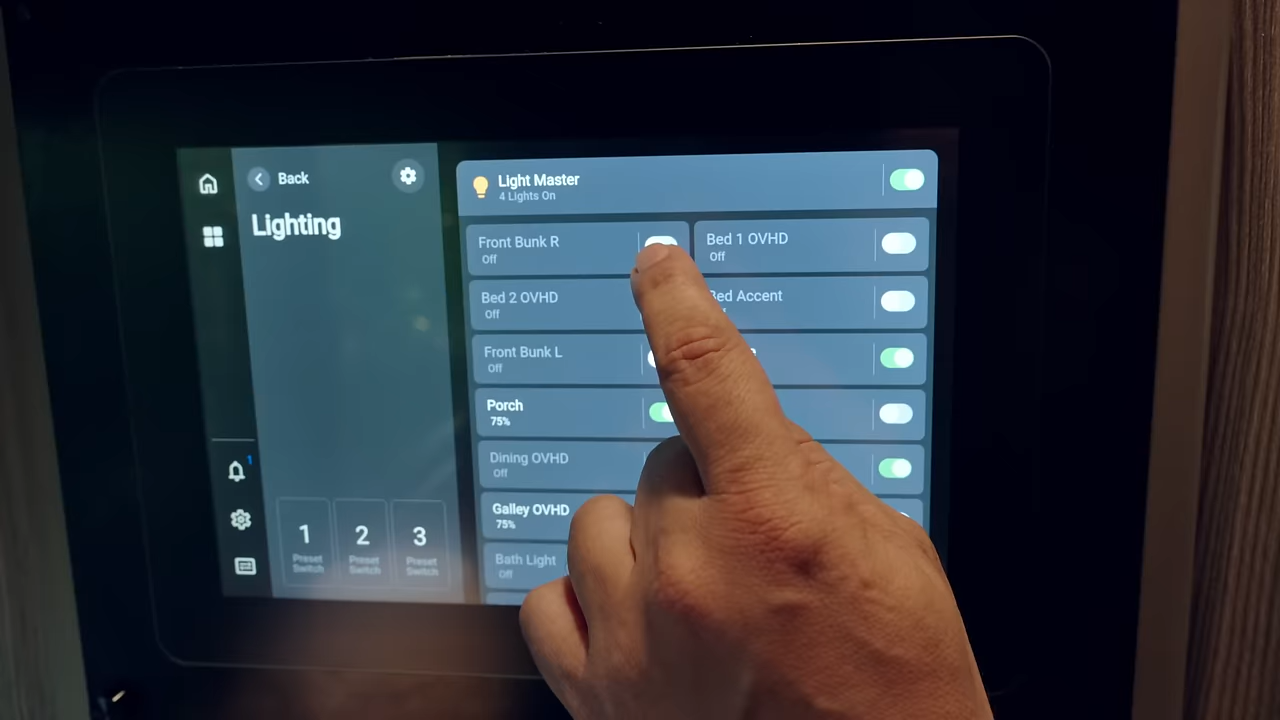 Back
Lighting
Light Master
4 Lights On
Front Bunk R
Off
Bed 1 OVHD
Off
Bed 2 OVHD
Off
Bed Accent
Front Bunk L
Off
Porch
75%
Dining OVHD
Off
Galley OVHD
75%
Bath Light
Off
1
1
Preset
Switch
2
Preset
Switch
3
Preset
Switch